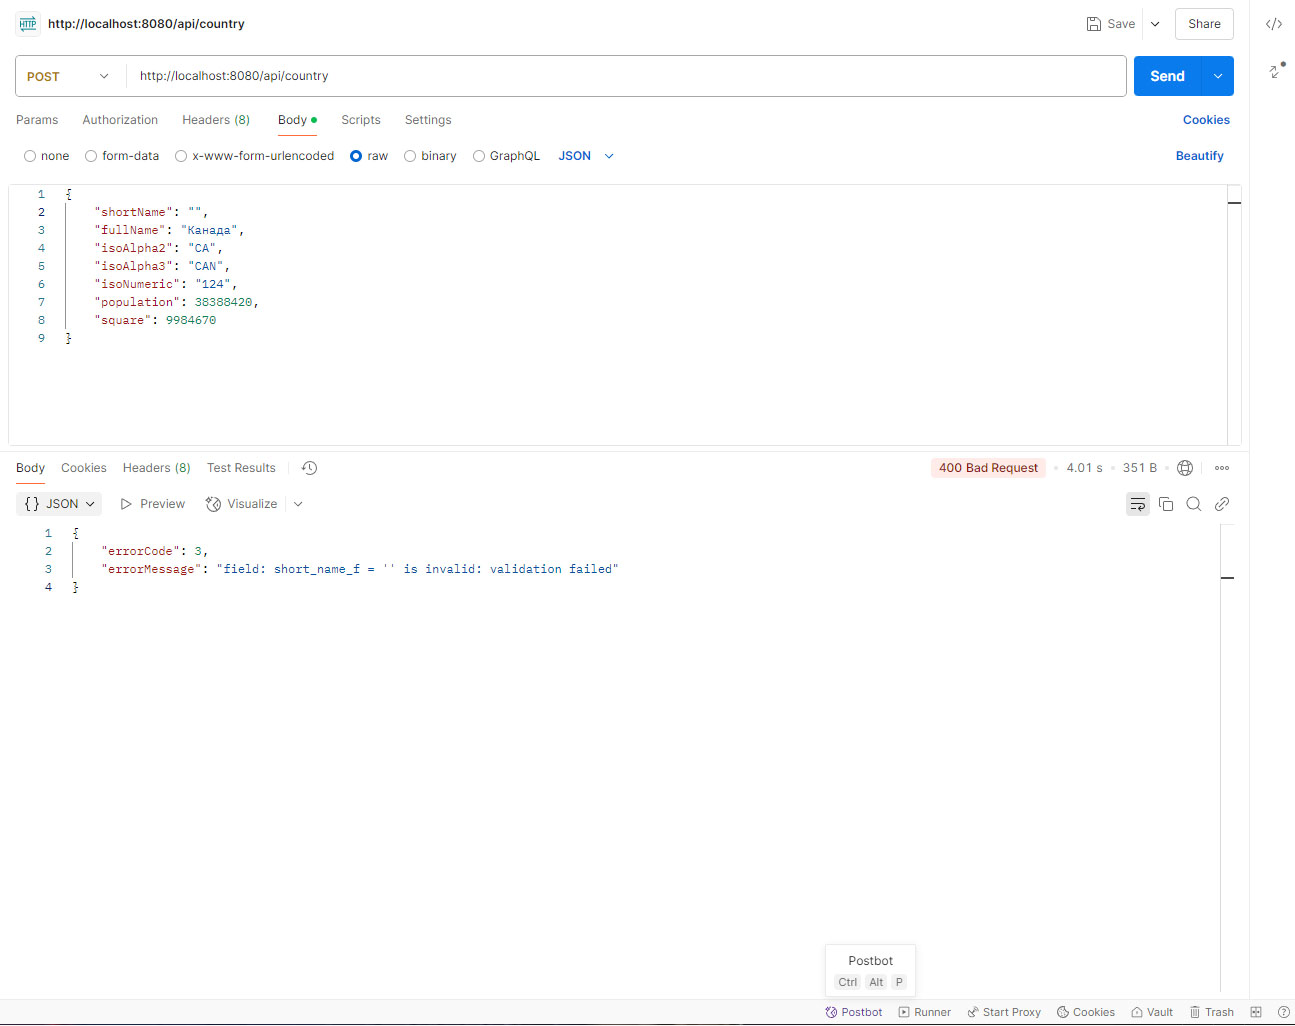 HTTP http://localhost:8080/api/country Save Share
POST http://localhost:8080/api/country Send
Params Authorization Headers (8) Body Scripts Settings Cookies
none form-data x-www-form-urlencoded raw binary GraphQL JSON Beautify
1 {
2 "shortName": "",
3 "fullName": "Канада",
4 "isoAlpha2": "CA",
5 "isoAlpha3": "CAN",
6 "isoNumeric": "124",
7 "population": 38388420,
8 "square": 9984670
9 }
Body Cookies Headers (8) Test Results 400 Bad Request 4.01 s 351 B
{} JSON Preview Visualize
1 {
2 "errorCode": 3,
3 "errorMessage": "field: short_name_f = '' is invalid: validation failed"
4 }
Postbot
Ctrl Alt P
Postbot Runner Start Proxy Cookies Vault Trash